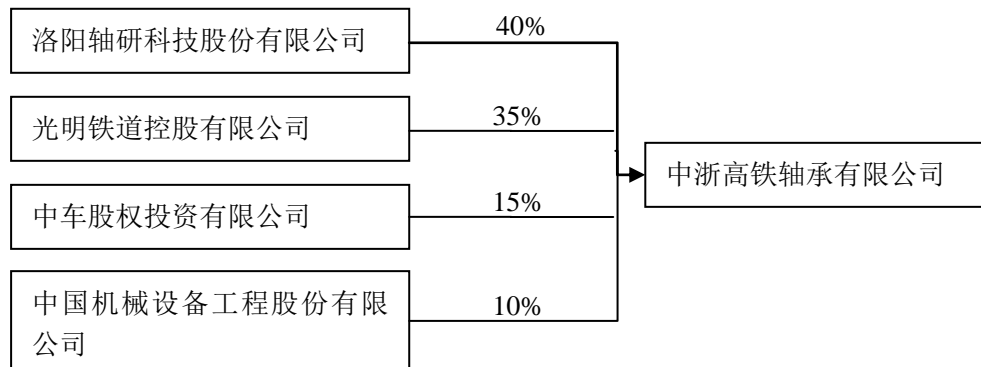 洛阳轴研科技股份有限公司
40%
光明铁道控股有限公司
35%
中浙高铁轴承有限公司
中车股权投资有限公司
15%
中国机械设备工程股份有限
公司
10%